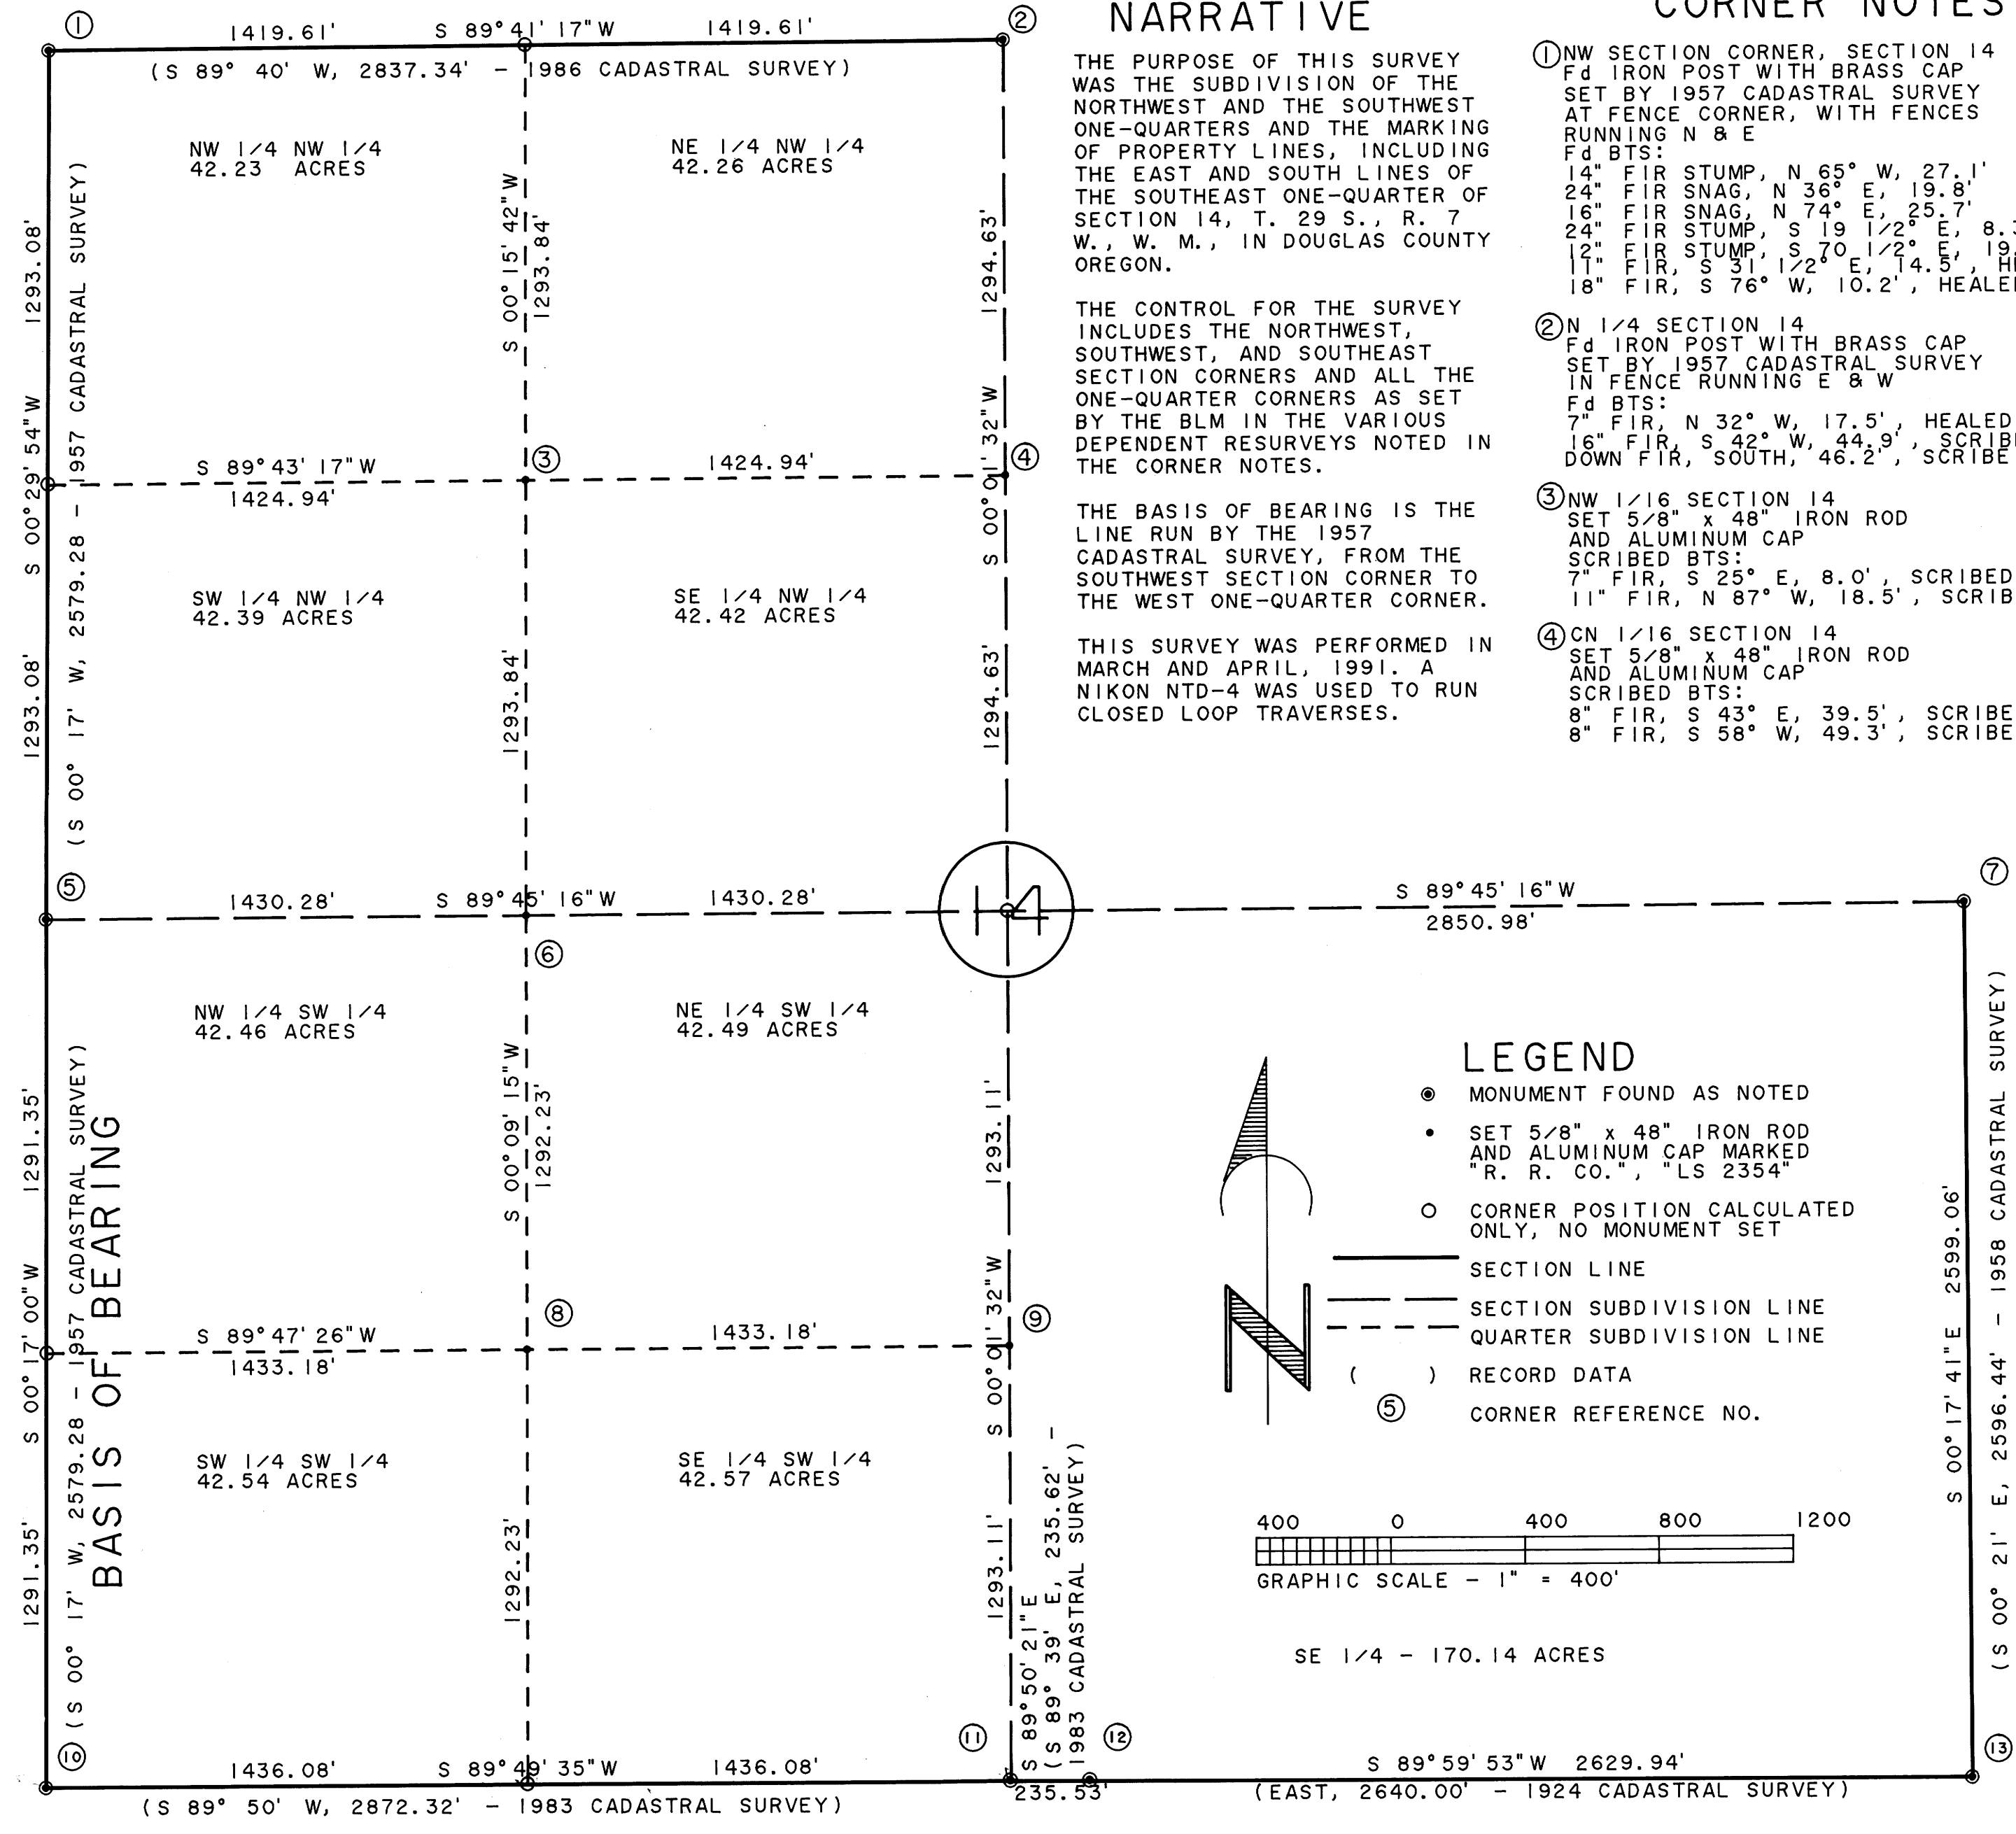 ①
1419.61'
S 89° 41' 17" W
1419.61'
②
(S 89° 40' W, 2837.34' - 1986 CADASTRAL SURVEY)
NW 1/4 NW 1/4
42.23 ACRES
NE 1/4 NW 1/4
42.26 ACRES
1293.08'
S 00° 29' 54" W
1293.08'
(S 00° 17' W, 2579.28 - 1957 CADASTRAL SURVEY)
S 00° 15' 42" W
1293.84'
1293.84'
1294.63'
S 00° 01' 32" W
1294.63'
S 89° 43' 17" W
1424.94'
③
1424.94'
④
SW 1/4 NW 1/4
42.39 ACRES
SE 1/4 NW 1/4
42.42 ACRES
⑤
1430.28'
S 89° 45' 16" W
1430.28'
14
S 89° 45' 16" W
2850.98'
⑦
⑥
NW 1/4 SW 1/4
42.46 ACRES
NE 1/4 SW 1/4
42.49 ACRES
1291.35'
S 00° 17' 00" W
1291.35'
(S 00° 17' W, 2579.28 - 1957 CADASTRAL SURVEY)
BASIS OF BEARING
S 00° 09' 15" W
1292.23'
1292.23'
1293.11'
S 00° 01' 32" W
1293.11'
S 89° 47' 26" W
1433.18'
⑧
1433.18'
⑨
SW 1/4 SW 1/4
42.54 ACRES
SE 1/4 SW 1/4
42.57 ACRES
⑩
1436.08'
S 89° 49' 35" W
1436.08'
(S 89° 50' W, 2872.32' - 1983 CADASTRAL SURVEY)
⑪
S 89° 50' 21" E
(S 89° 39' E, 235.62' -
1983 CADASTRAL SURVEY)
235.53'
⑫
S 89° 59' 53" W 2629.94'
(EAST, 2640.00' - 1924 CADASTRAL SURVEY)
⑬
S 00° 17' 41" E 2599.06'
(S 00° 21' E, 2596.44' - 1958 CADASTRAL SURVEY)
NARRATIVE
THE PURPOSE OF THIS SURVEY
WAS THE SUBDIVISION OF THE
NORTHWEST AND THE SOUTHWEST
ONE-QUARTERS AND THE MARKING
OF PROPERTY LINES, INCLUDING
THE EAST AND SOUTH LINES OF
THE SOUTHEAST ONE-QUARTER OF
SECTION 14, T. 29 S., R. 7
W., W. M., IN DOUGLAS COUNTY
OREGON.
THE CONTROL FOR THE SURVEY
INCLUDES THE NORTHWEST,
SOUTHWEST, AND SOUTHEAST
SECTION CORNERS AND ALL THE
ONE-QUARTER CORNERS AS SET
BY THE BLM IN THE VARIOUS
DEPENDENT RESURVEYS NOTED IN
THE CORNER NOTES.
THE BASIS OF BEARING IS THE
LINE RUN BY THE 1957
CADASTRAL SURVEY, FROM THE
SOUTHWEST SECTION CORNER TO
THE WEST ONE-QUARTER CORNER.
THIS SURVEY WAS PERFORMED IN
MARCH AND APRIL, 1991. A
NIKON NTD-4 WAS USED TO RUN
CLOSED LOOP TRAVERSES.
CORNER NOTES
① NW SECTION CORNER, SECTION 14
Fd IRON POST WITH BRASS CAP
SET BY 1957 CADASTRAL SURVEY
AT FENCE CORNER, WITH FENCES
RUNNING N & E
Fd BTS:
14" FIR STUMP, N 65° W, 27.1'
24" FIR SNAG, N 36° E, 19.8'
16" FIR SNAG, N 74° E, 25.7'
24" FIR STUMP, S 19 1/2° E, 8.
12" FIR STUMP, S 70 1/2° E, 19
11" FIR, S 31 1/2° E, 14.5',
18" FIR, S 76° W, 10.2', HEALE
② N 1/4 SECTION 14
Fd IRON POST WITH BRASS CAP
SET BY 1957 CADASTRAL SURVEY
IN FENCE RUNNING E & W
Fd BTS:
7" FIR, N 32° W, 17.5', HEALED
16" FIR, S 42° W, 44.9', SCRIB
DOWN FIR, SOUTH, 46.2', SCRIBE
③ NW 1/16 SECTION 14
SET 5/8" x 48" IRON ROD
AND ALUMINUM CAP
SCRIBED BTS:
7" FIR, S 25° E, 8.0', SCRIBED
11" FIR, N 87° W, 18.5', SCRIB
④ CN 1/16 SECTION 14
SET 5/8" x 48" IRON ROD
AND ALUMINUM CAP
SCRIBED BTS:
8" FIR, S 43° E, 39.5', SCRIBE
8" FIR, S 58° W, 49.3', SCRIBE
LEGEND
MONUMENT FOUND AS NOTED
SET 5/8" x 48" IRON ROD
AND ALUMINUM CAP MARKED
"R. R. CO.", "LS 2354"
CORNER POSITION CALCULATED
ONLY, NO MONUMENT SET
SECTION LINE
SECTION SUBDIVISION LINE
QUARTER SUBDIVISION LINE
( ) RECORD DATA
⑤ CORNER REFERENCE NO.
N
400 0 400 800 1200
GRAPHIC SCALE - 1" = 400'
SE 1/4 - 170.14 ACRES